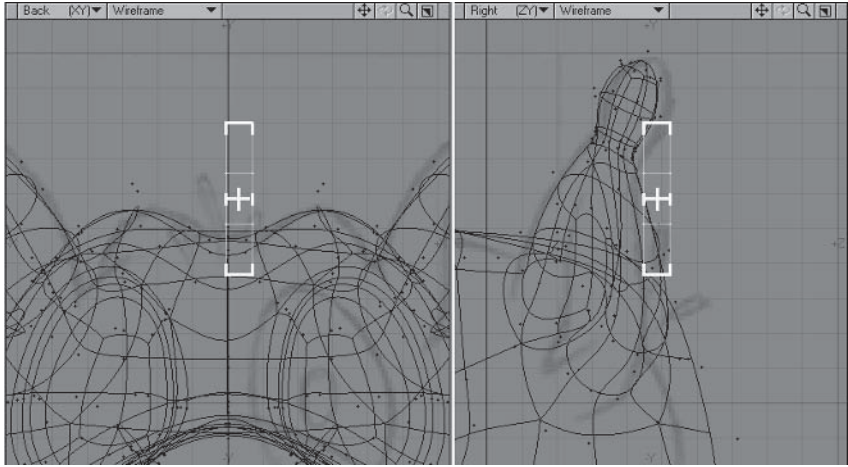 Back (XY) Wireframe
Right (ZY) Wireframe
+Y
+Y
+Z
-Y
-Y